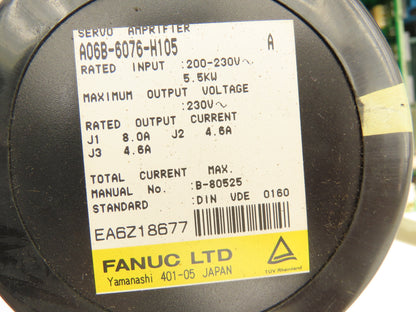 SERVO AMPRIFTER
A06B-6076-H105 A
RATED INPUT :200-230V~
5.5KW
MAXIMUM OUTPUT VOLTAGE
:230V~
RATED OUTPUT CURRENT
J1 8.0A J2 4.6A
J3 4.6A
TOTAL CURRENT MAX.
MANUAL No. :B-80525
STANDARD :DIN VDE 0160
EA6Z18677
FANUC LTD
Yamanashi 401-05 JAPAN
TÜV Rheinland